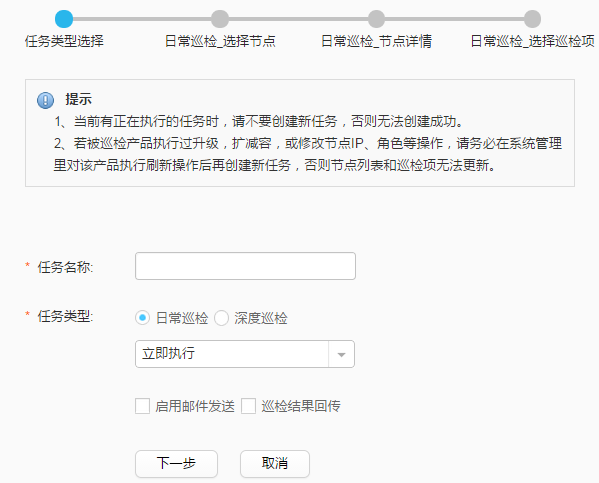 任务类型选择 日常巡检_选择节点 日常巡检_节点详情 日常巡检_选择巡检项
提示
1、当前有正在执行的任务时，请不要创建新任务，否则无法创建成功。
2、若被巡检产品执行过升级，扩减容，或修改节点IP、角色等操作，请务必在系统管理
里对该产品执行刷新操作后再创建新任务，否则节点列表和巡检项无法更新。
* 任务名称:
* 任务类型: 日常巡检 深度巡检
立即执行
启用邮件发送 巡检结果回传
下一步 取消